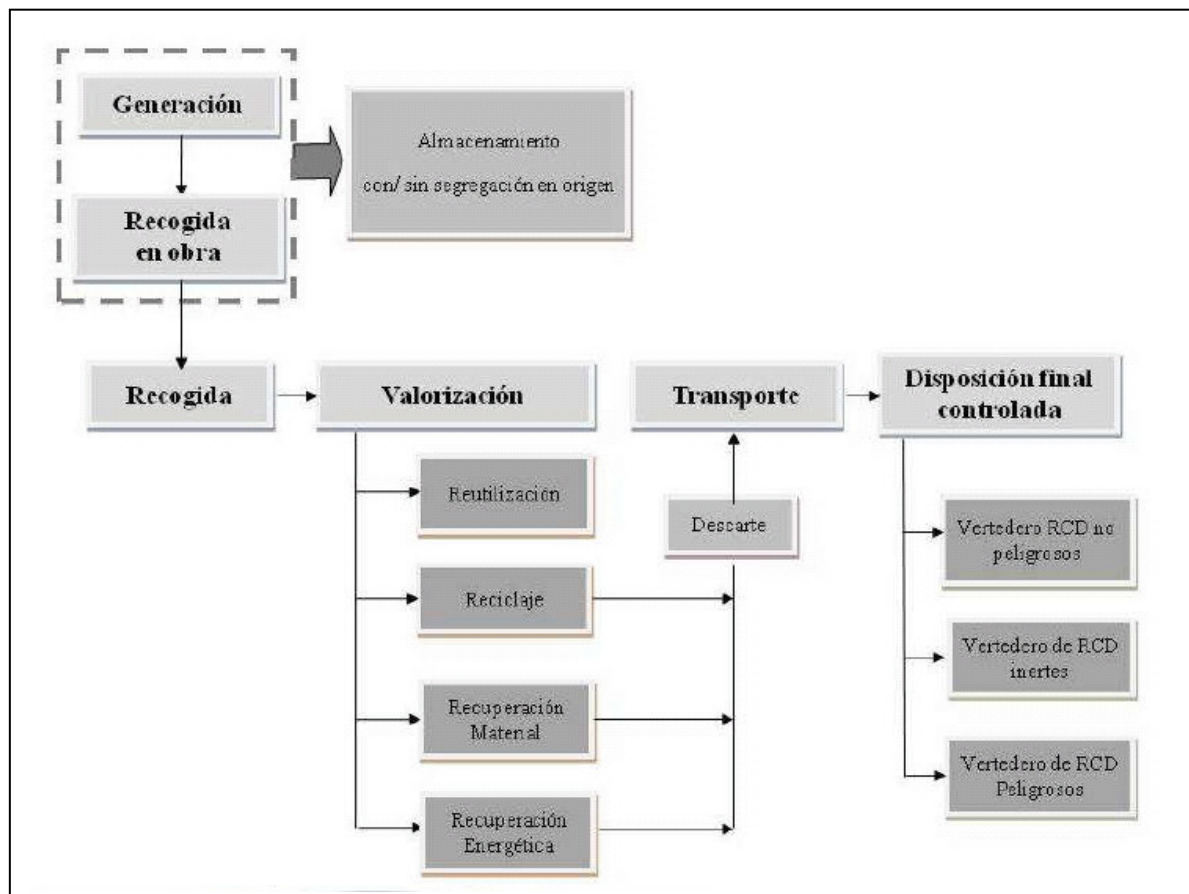 Generación
Almacenamiento
con/ sin segregación en origen
Recogida
en obra
Recogida
Valorización
Transporte
Disposición final
controlada
Reutilización
Descarte
Vertedero RCD no
peligrosos
Reciclaje
Vertedero de RCD
inertes
Recuperación
Material
Vertedero de RCD
Peligrosos
Recuperación
Energética